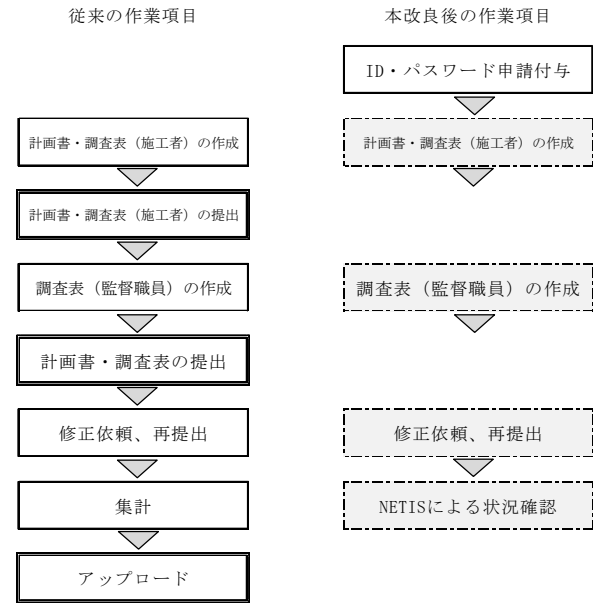 従来の作業項目
計画書・調査表（施工者）の作成
計画書・調査表（施工者）の提出
調査表（監督職員）の作成
計画書・調査表の提出
修正依頼、再提出
集計
アップロード
本改良後の作業項目
ID・パスワード申請付与
計画書・調査表（施工者）の作成
調査表（監督職員）の作成
修正依頼、再提出
NETISによる状況確認